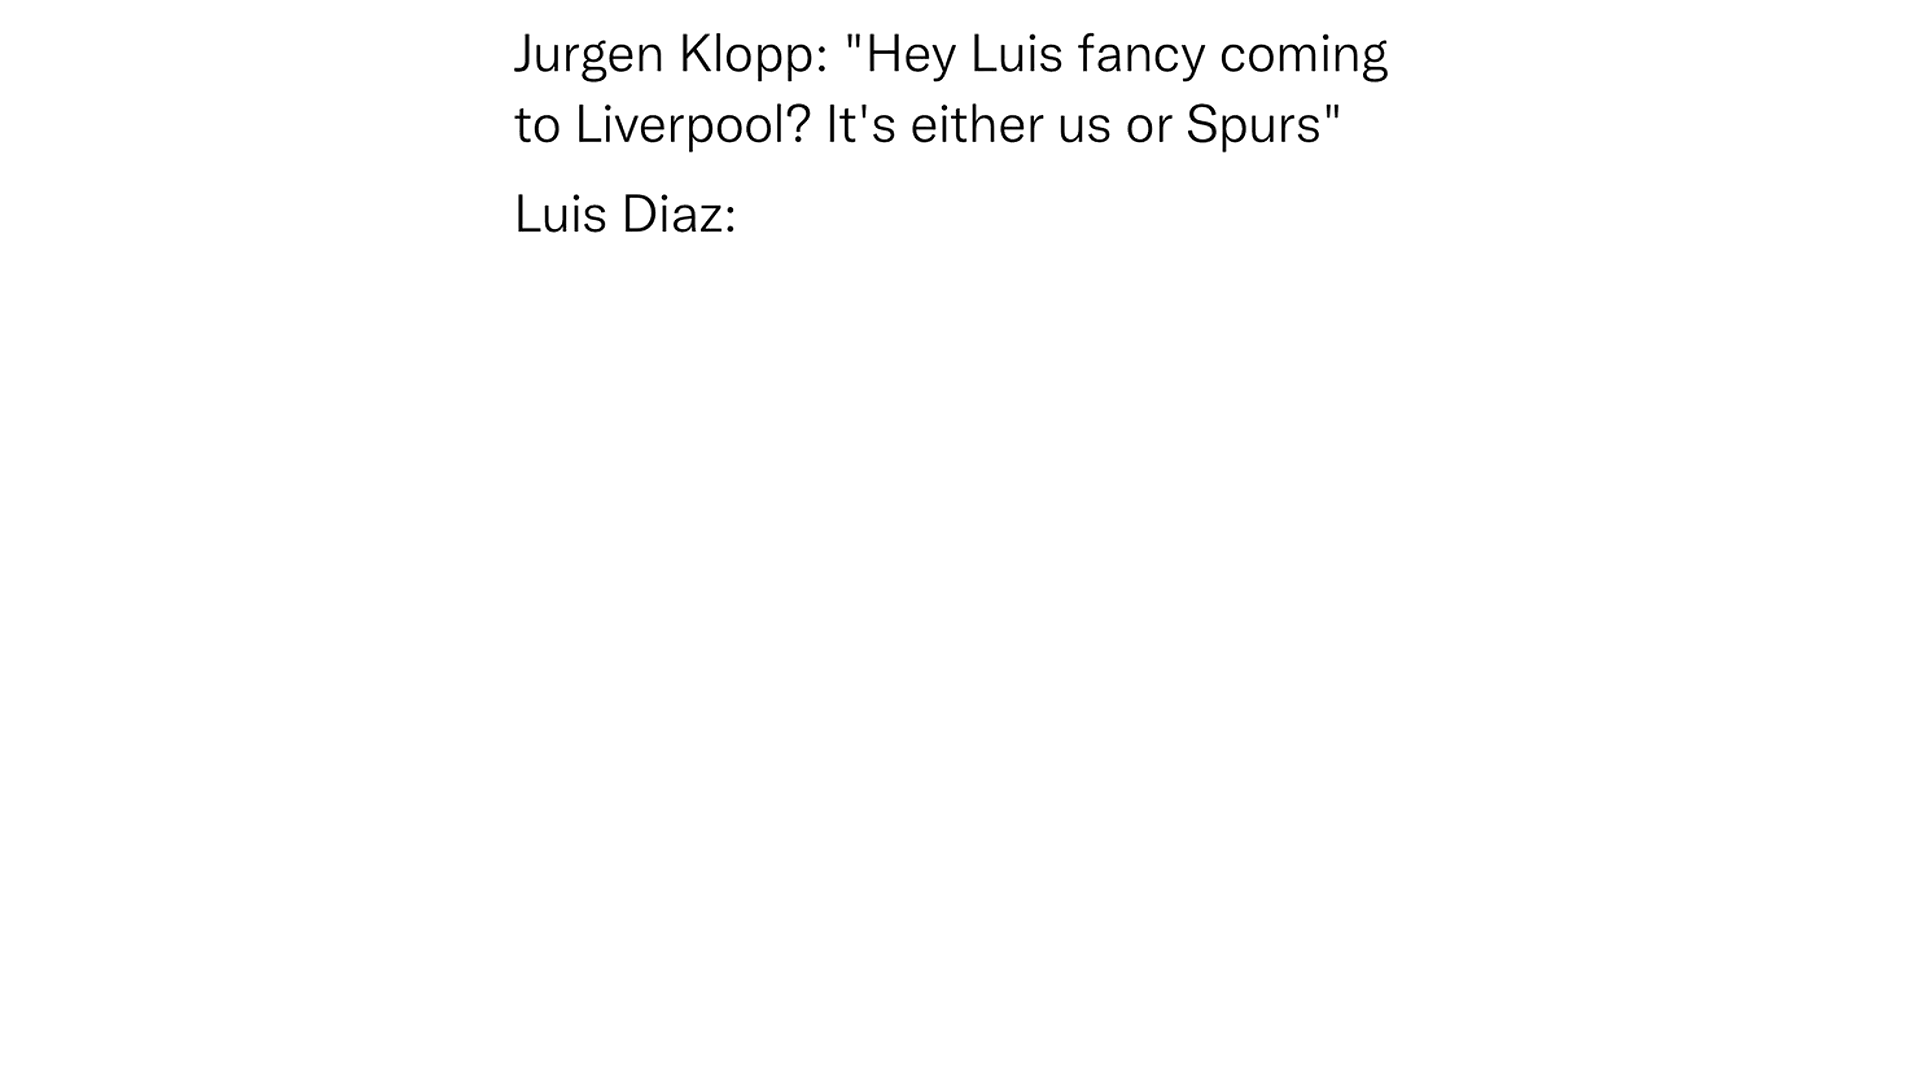 Jurgen Klopp: "Hey Luis fancy coming
to Liverpool? It's either us or Spurs"
Luis Diaz: